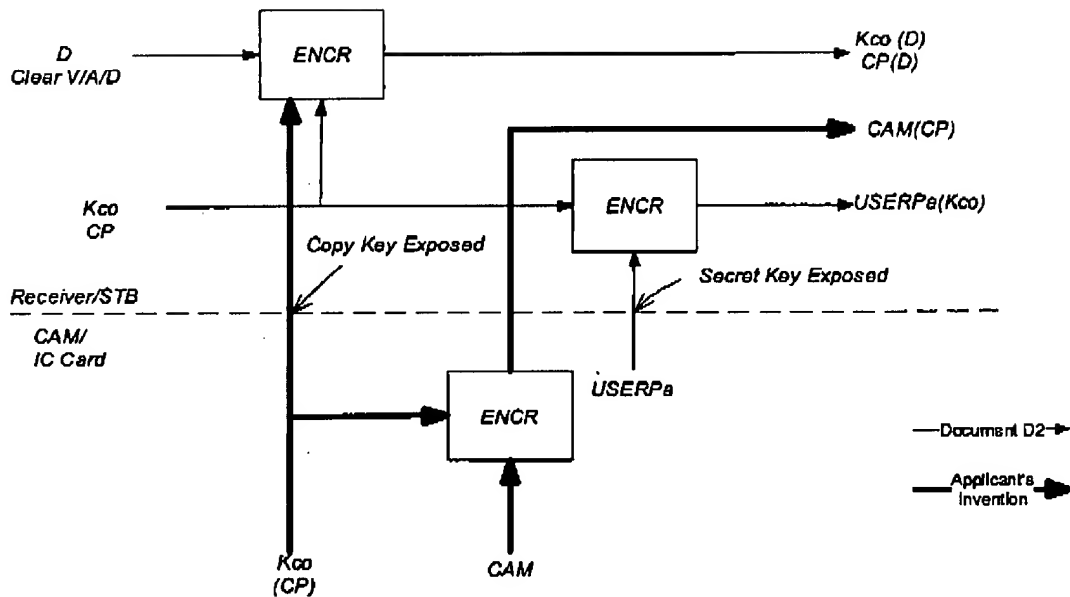 D
Clear V/A/D
ENCR
Kco (D)
CP(D)
CAM(CP)
Kco
CP
ENCR
USERPa(Kco)
Copy Key Exposed
Secret Key Exposed
Receiver/STB
CAM/
IC Card
USERPa
ENCR
Document D2
Applicant's
Invention
Kco
(CP)
CAM